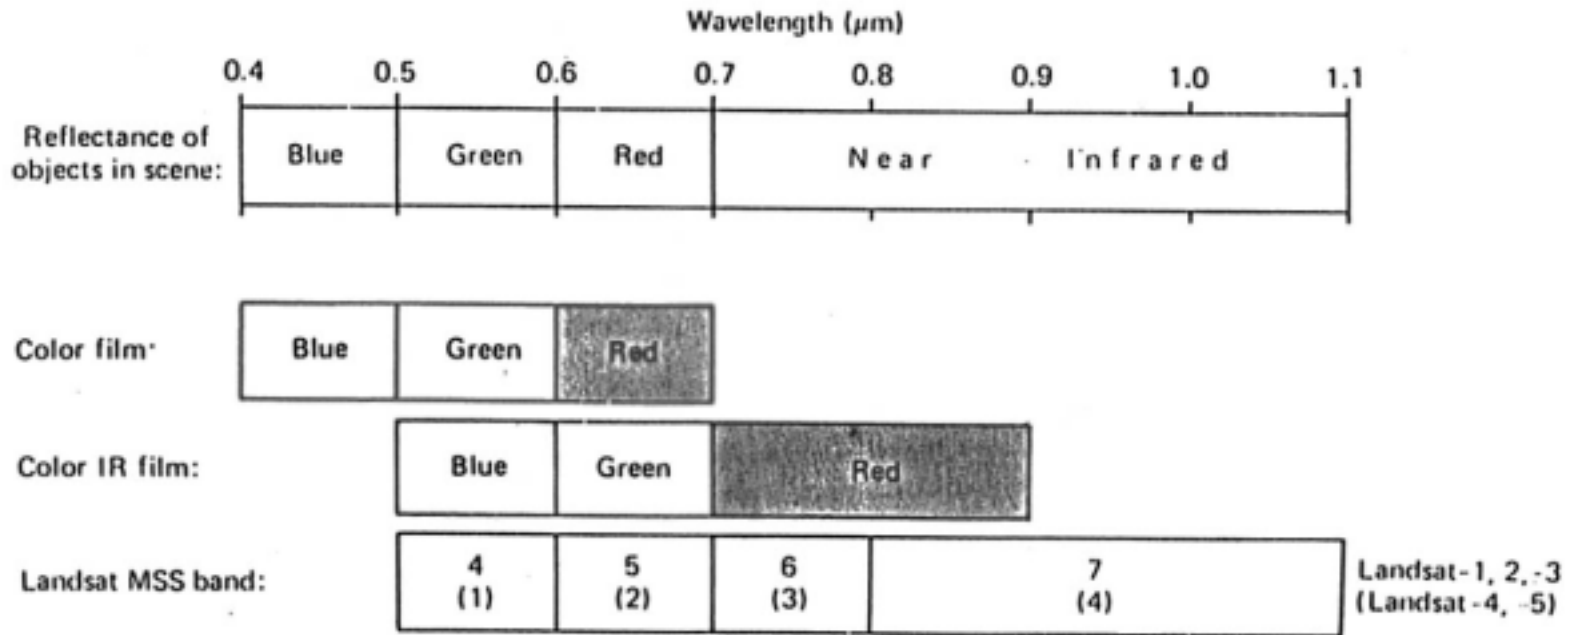 Wavelength (μm)
0.4 0.5 0.6 0.7 0.8 0.9 1.0 1.1
Reflectance of
objects in scene:
Blue Green Red Near Infrared
Color film
Blue Green Red
Color IR film:
Blue Green Red
Landsat MSS band:
4 5 6 7
(1) (2) (3) (4)
Landsat-1, 2, -3
(Landsat-4, -5)